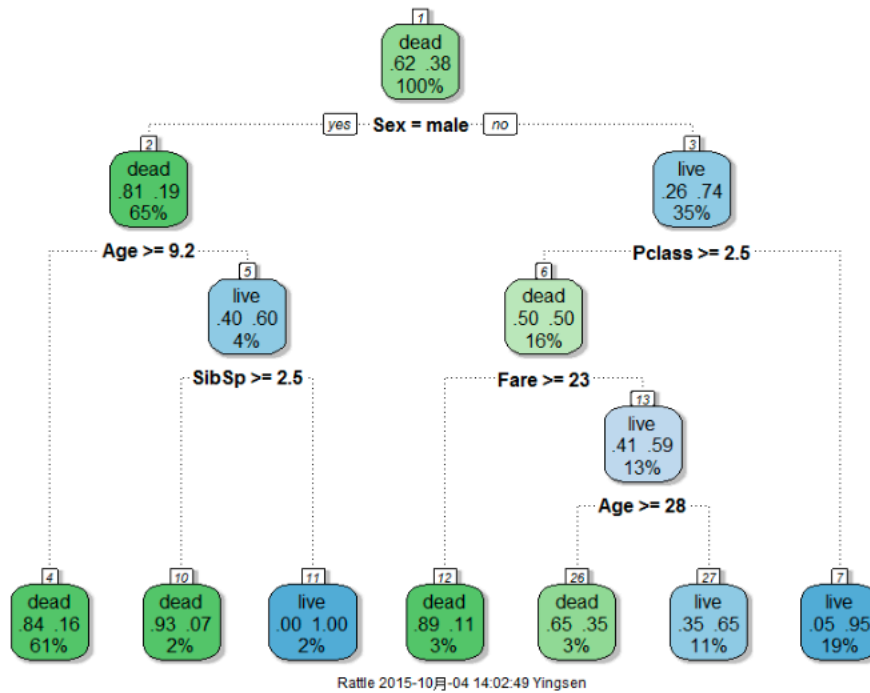 1
dead
.62 .38
100%
yes Sex = male no
2
dead
.81 .19
65%
3
live
.26 .74
35%
Age >= 9.2
Pclass >= 2.5
5
live
.40 .60
4%
6
dead
.50 .50
16%
SibSp >= 2.5
Fare >= 23
13
live
.41 .59
13%
Age >= 28
4
dead
.84 .16
61%
10
dead
.93 .07
2%
11
live
.00 1.00
2%
12
dead
.89 .11
3%
26
dead
.65 .35
3%
27
live
.35 .65
11%
7
live
.05 .95
19%
Rattle 2015-10月-04 14:02:49 Yingsen